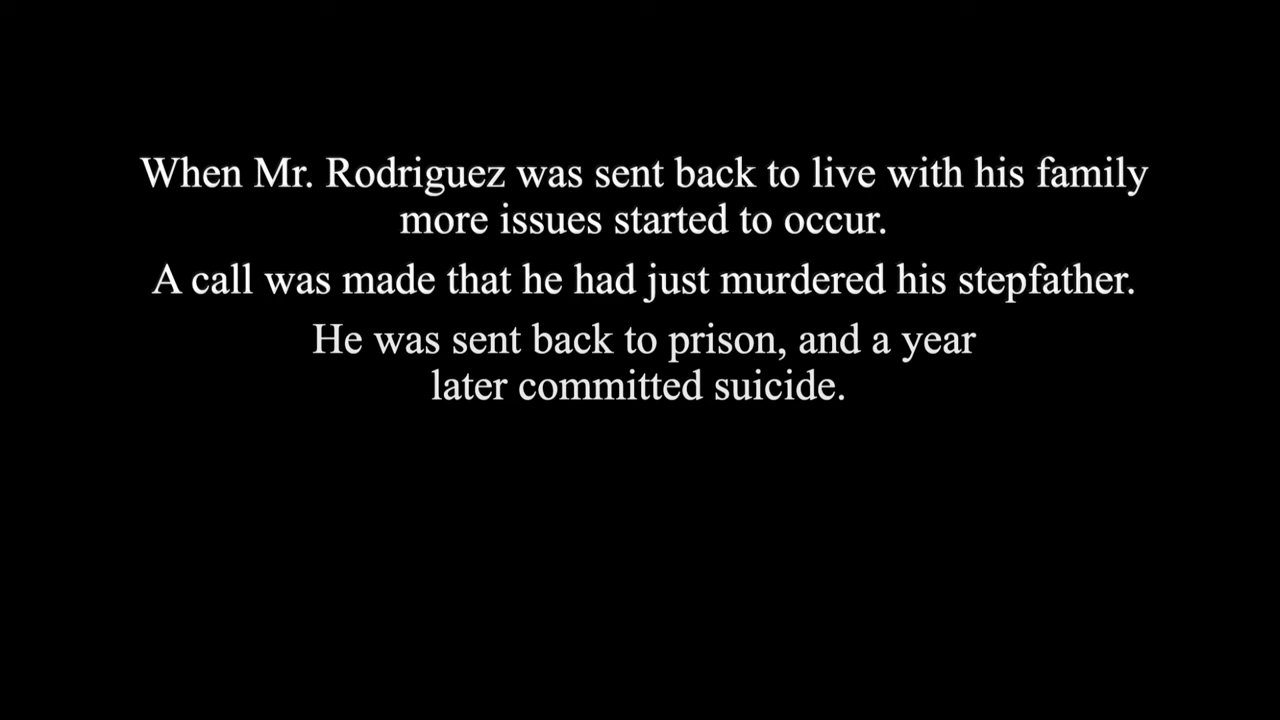 When Mr. Rodriguez was sent back to live with his family
more issues started to occur.
A call was made that he had just murdered his stepfather.
He was sent back to prison, and a year
later committed suicide.